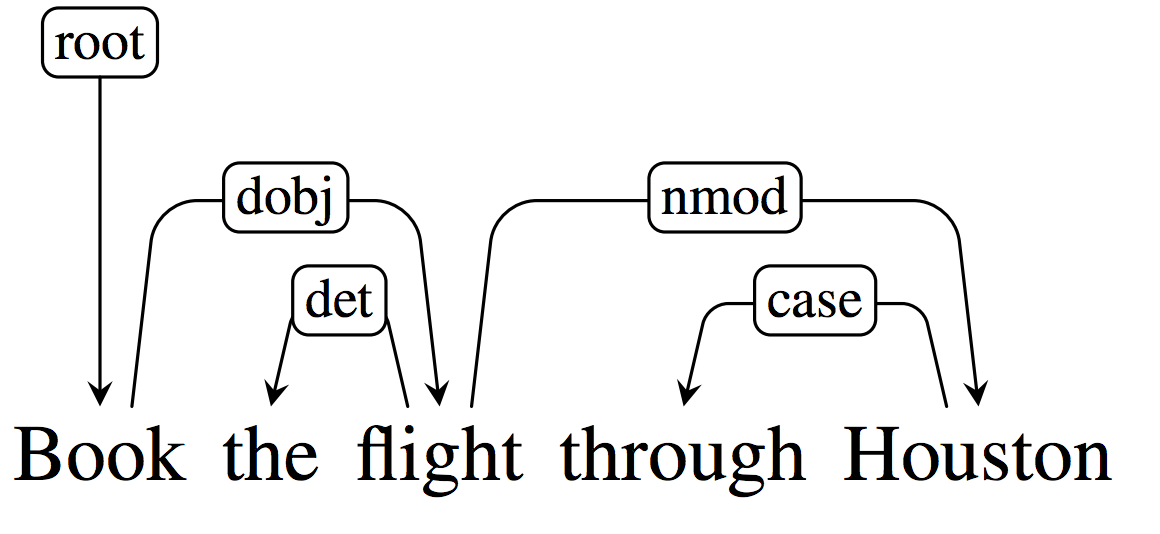 root
dobj nmod
det case
Book the flight through Houston